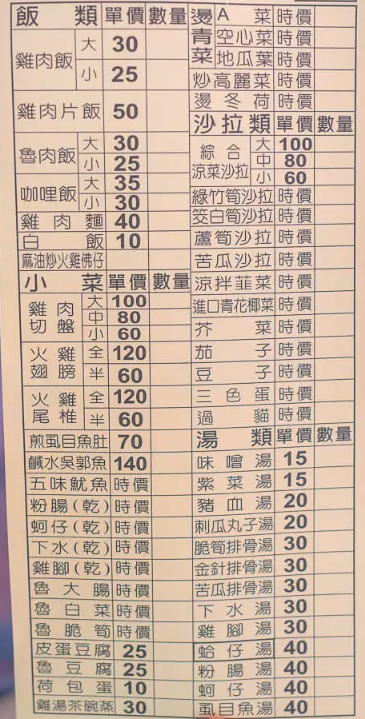 飯類 單價 數量
雞肉飯 大 30
小 25
雞肉片飯 50
魯肉飯 大 30
小 25
咖哩飯 大 35
小 30
雞肉麵 40
白飯 10
麻油炒火雞佛仔
小菜 單價 數量
雞肉切盤 大 100
中 80
小 60
火雞翅膀 全 120
半 60
火雞尾椎 全 120
半 60
煎虱目魚肚 70
鹹水吳郭魚 140
五味魷魚 時價
粉腸(乾) 時價
蚵仔(乾) 時價
下水(乾) 時價
雞腳(乾) 時價
魯大腸 時價
魯白菜 時價
魯脆筍 時價
皮蛋豆腐 25
魯豆腐 25
荷包蛋 10
雞湯茶碗蒸 30
燙青菜 A菜 時價
空心菜 時價
地瓜葉 時價
炒高麗菜 時價
燙冬荷 時價
沙拉類 單價 數量
綜合涼菜沙拉 大 100
中 80
小 60
綠竹筍沙拉 時價
筊白筍沙拉 時價
蘆筍沙拉 時價
苦瓜沙拉 時價
涼拌韭菜 時價
進口青花椰菜 時價
芥菜 時價
茄子 時價
豆子 時價
三色蛋 時價
過貓 時價
湯類 單價 數量
味噌湯 15
紫菜湯 15
豬血湯 20
刺瓜丸子湯 20
脆筍排骨湯 30
金針排骨湯 30
苦瓜排骨湯 30
下水湯 30
雞腳湯 30
蛤仔湯 40
粉腸湯 40
蚵仔湯 40
虱目魚湯 40